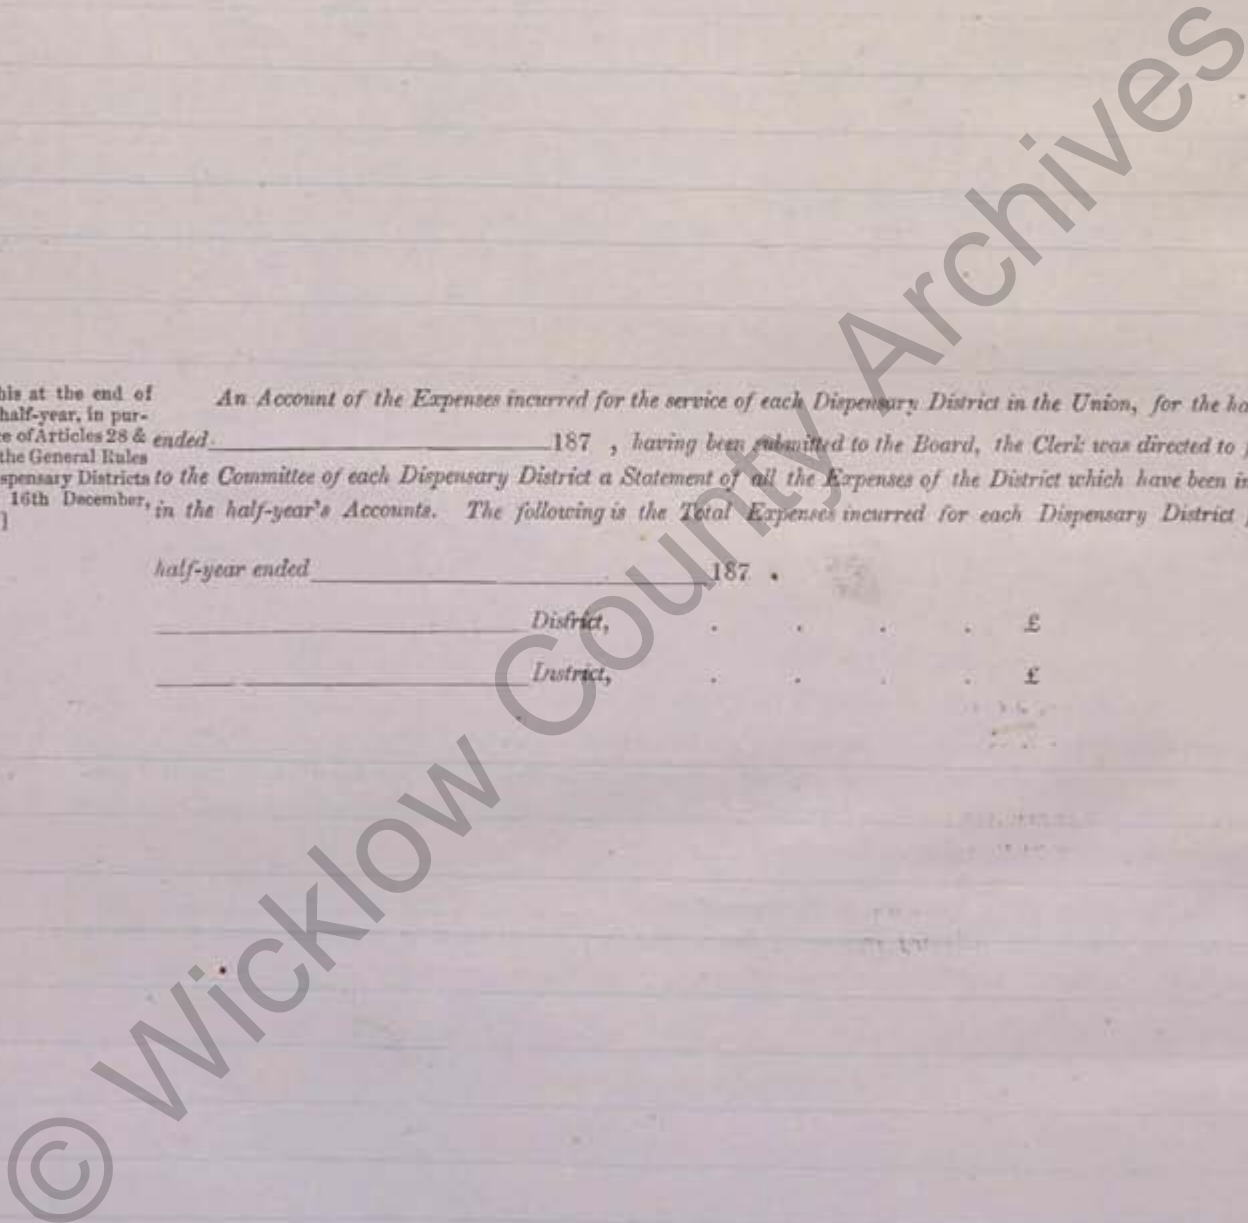 his at the end of
half-year, in pur-
e of Articles 28 &
the General Rules
spensary Districts
16th December,
]
An Account of the Expenses incurred for the service of each Dispensary District in the Union, for the ha
ended 187 , having been submitted to the Board, the Clerk was directed to
to the Committee of each Dispensary District a Statement of all the Expenses of the District which have been in
in the half-year's Accounts. The following is the Total Expenses incurred for each Dispensary District
half-year ended 187 .
District, . . . . £
District, . . . . £
© Wicklow County Archives